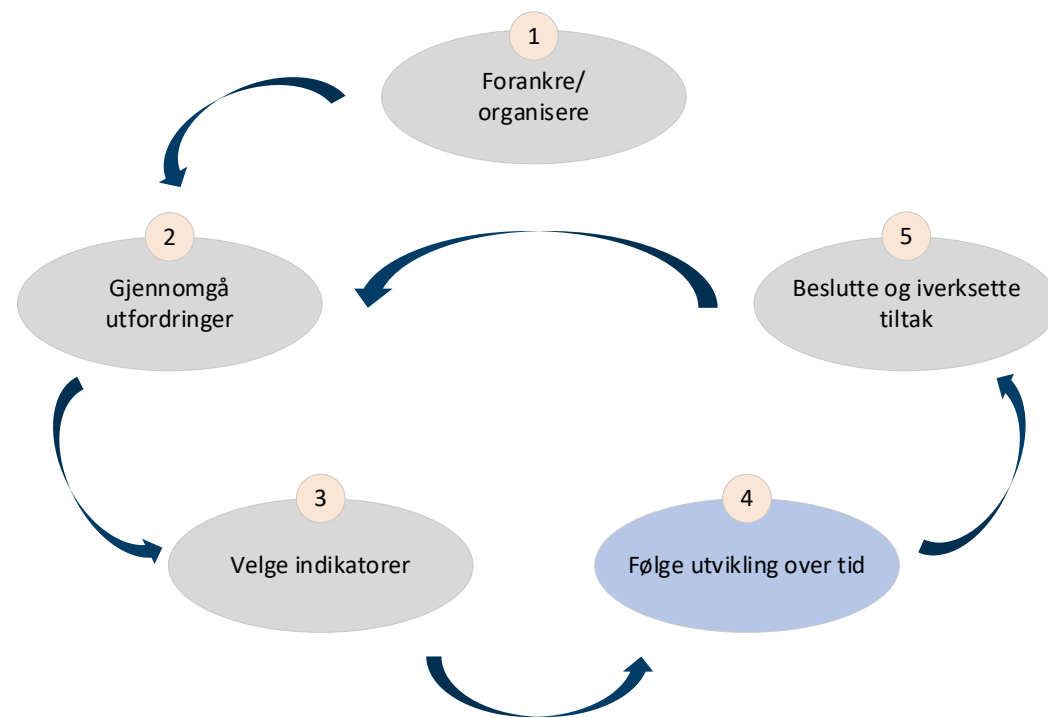 1
Forankre/
organisere
2
Gjennomgå
utfordringer
3
Velge indikatorer
4
Følge utvikling over tid
5
Beslutte og iverksette
tiltak